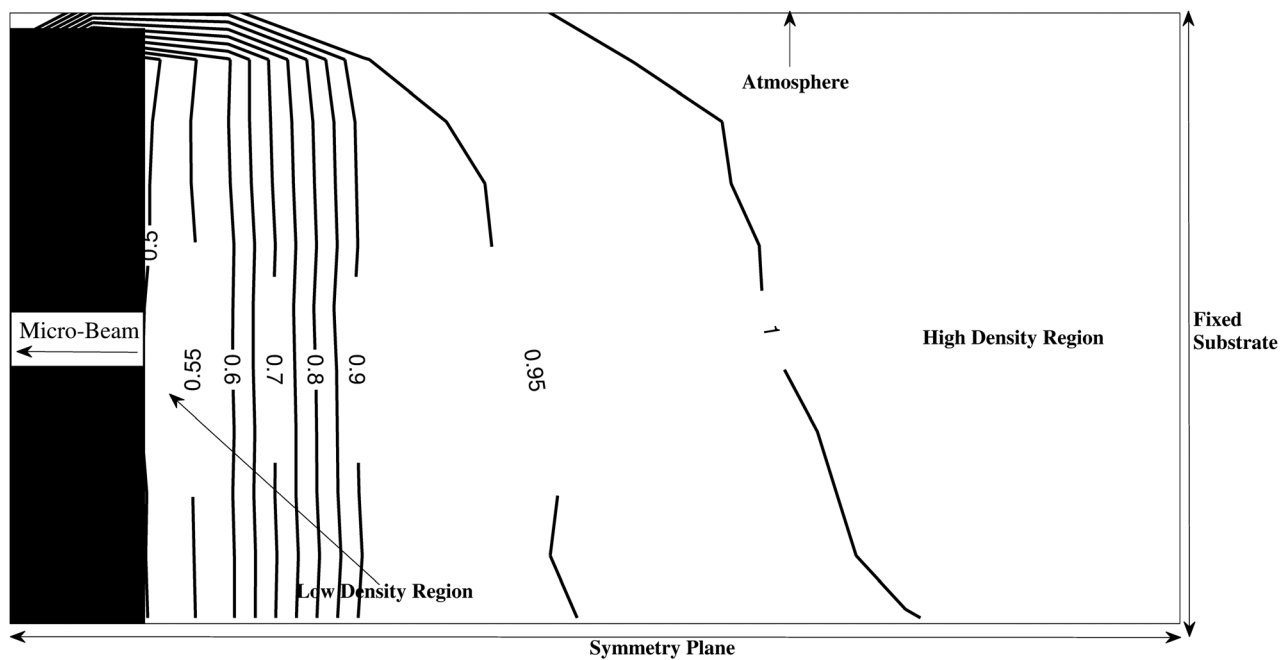 Atmosphere
0.5
Micro-Beam
1
High Density Region
Fixed
Substrate
0.55
0.6
0.7
0.8
0.9
0.95
Low Density Region
Symmetry Plane